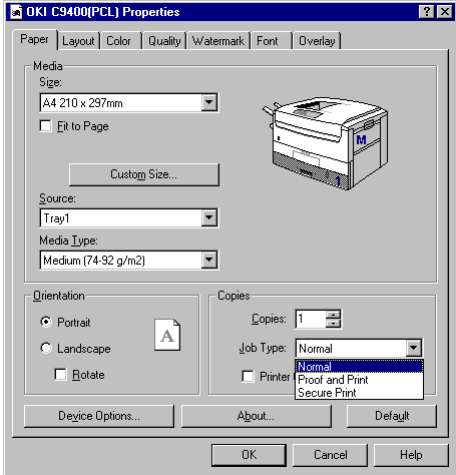 OKI C9400(PCL) Properties
Paper Layout Color Quality Watermark Font Overlay
Media
Size:
A4 210 x 297mm
Fit to Page
Custom Size...
Source:
Tray1
Media Type:
Medium (74-92 g/m2)
M
1
Orientation
Portrait
Landscape
Rotate
A
Copies
Copies: 1
Job Type: Normal
Normal
Proof and Print
Secure Print
Printer
Device Options... About... Default
OK Cancel Help